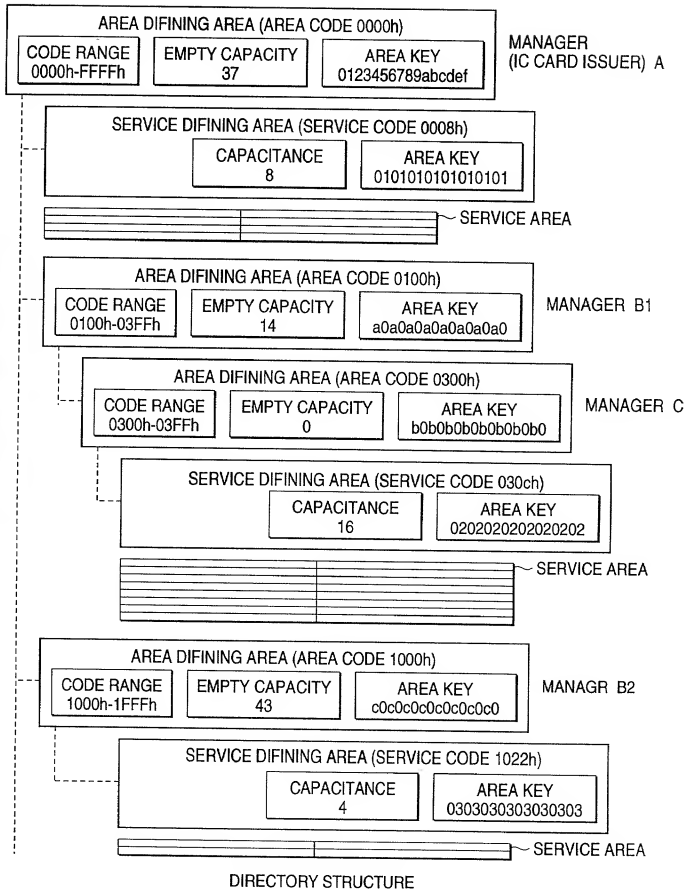 AREA DIFINING AREA (AREA CODE 0000h)
CODE RANGE
0000h-FFFFh
EMPTY CAPACITY
37
AREA KEY
0123456789abcdef
MANAGER
(IC CARD ISSUER) A
SERVICE DIFINING AREA (SERVICE CODE 0008h)
CAPACITANCE
8
AREA KEY
0101010101010101
SERVICE AREA
AREA DIFINING AREA (AREA CODE 0100h)
CODE RANGE
0100h-03FFh
EMPTY CAPACITY
14
AREA KEY
a0a0a0a0a0a0a0a0
MANAGER B1
AREA DIFINING AREA (AREA CODE 0300h)
CODE RANGE
0300h-03FFh
EMPTY CAPACITY
0
AREA KEY
b0b0b0b0b0b0b0b0
MANAGER C
SERVICE DIFINING AREA (SERVICE CODE 030ch)
CAPACITANCE
16
AREA KEY
0202020202020202
SERVICE AREA
AREA DIFINING AREA (AREA CODE 1000h)
CODE RANGE
1000h-1FFFh
EMPTY CAPACITY
43
AREA KEY
c0c0c0c0c0c0c0c0
MANAGR B2
SERVICE DIFINING AREA (SERVICE CODE 1022h)
CAPACITANCE
4
AREA KEY
0303030303030303
SERVICE AREA
DIRECTORY STRUCTURE